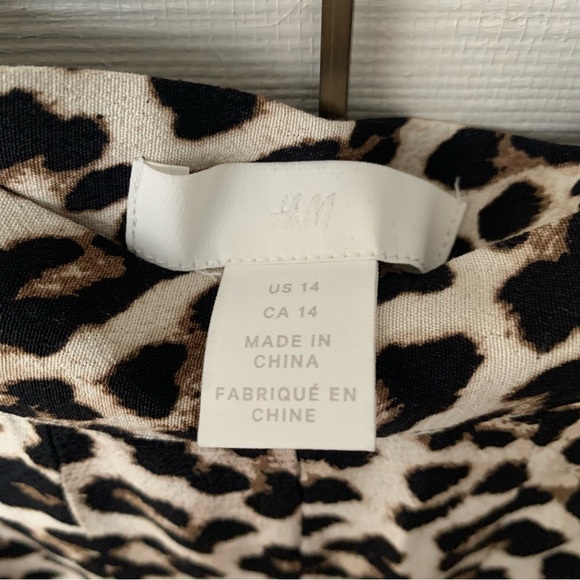 H&M
US 14
CA 14
MADE IN
CHINA
FABRIQUÉ EN
CHINE